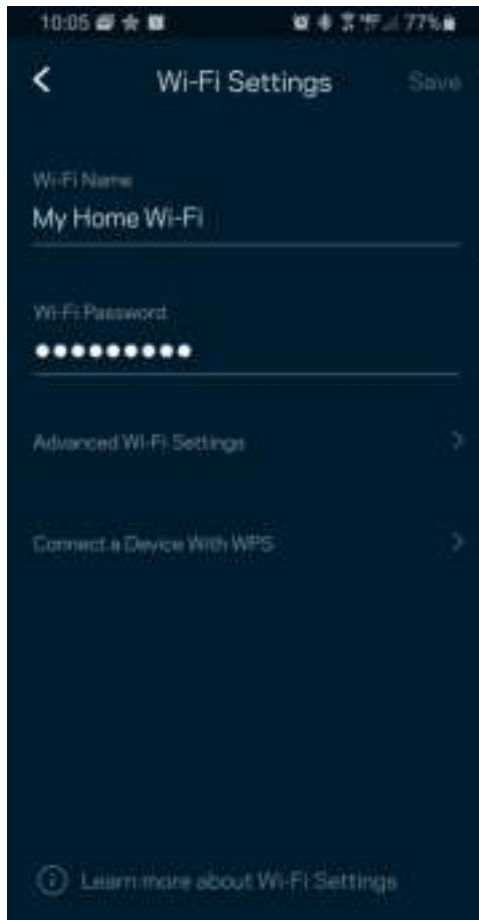 10:05
77%
Wi-Fi Settings
Save
Wi-Fi Name
My Home Wi-Fi
Wi-Fi Password
●●●●●●●●●
Advanced Wi-Fi Settings
Connect a Device With WPS
Learn more about Wi-Fi Settings